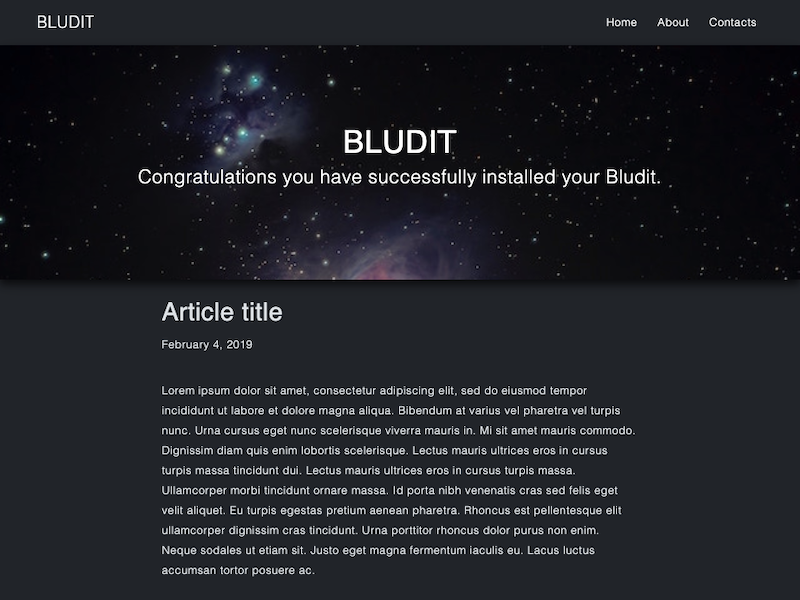 BLUDIT
Home About Contacts
BLUDIT
Congratulations you have successfully installed your Bludit.
Article title
February 4, 2019
Lorem ipsum dolor sit amet, consectetur adipiscing elit, sed do eiusmod tempor
incididunt ut labore et dolore magna aliqua. Bibendum at varius vel pharetra vel turpis
nunc. Urna cursus eget nunc scelerisque viverra mauris in. Mi sit amet mauris commodo.
Dignissim diam quis enim lobortis scelerisque. Lectus mauris ultrices eros in cursus
turpis massa tincidunt dui. Lectus mauris ultrices eros in cursus turpis massa.
Ullamcorper morbi tincidunt ornare massa. Id porta nibh venenatis cras sed felis eget
velit aliquet. Eu turpis egestas pretium aenean pharetra. Rhoncus est pellentesque elit
ullamcorper dignissim cras tincidunt. Urna porttitor rhoncus dolor purus non enim.
Neque sodales ut etiam sit. Justo eget magna fermentum iaculis eu. Lacus luctus
accumsan tortor posuere ac.